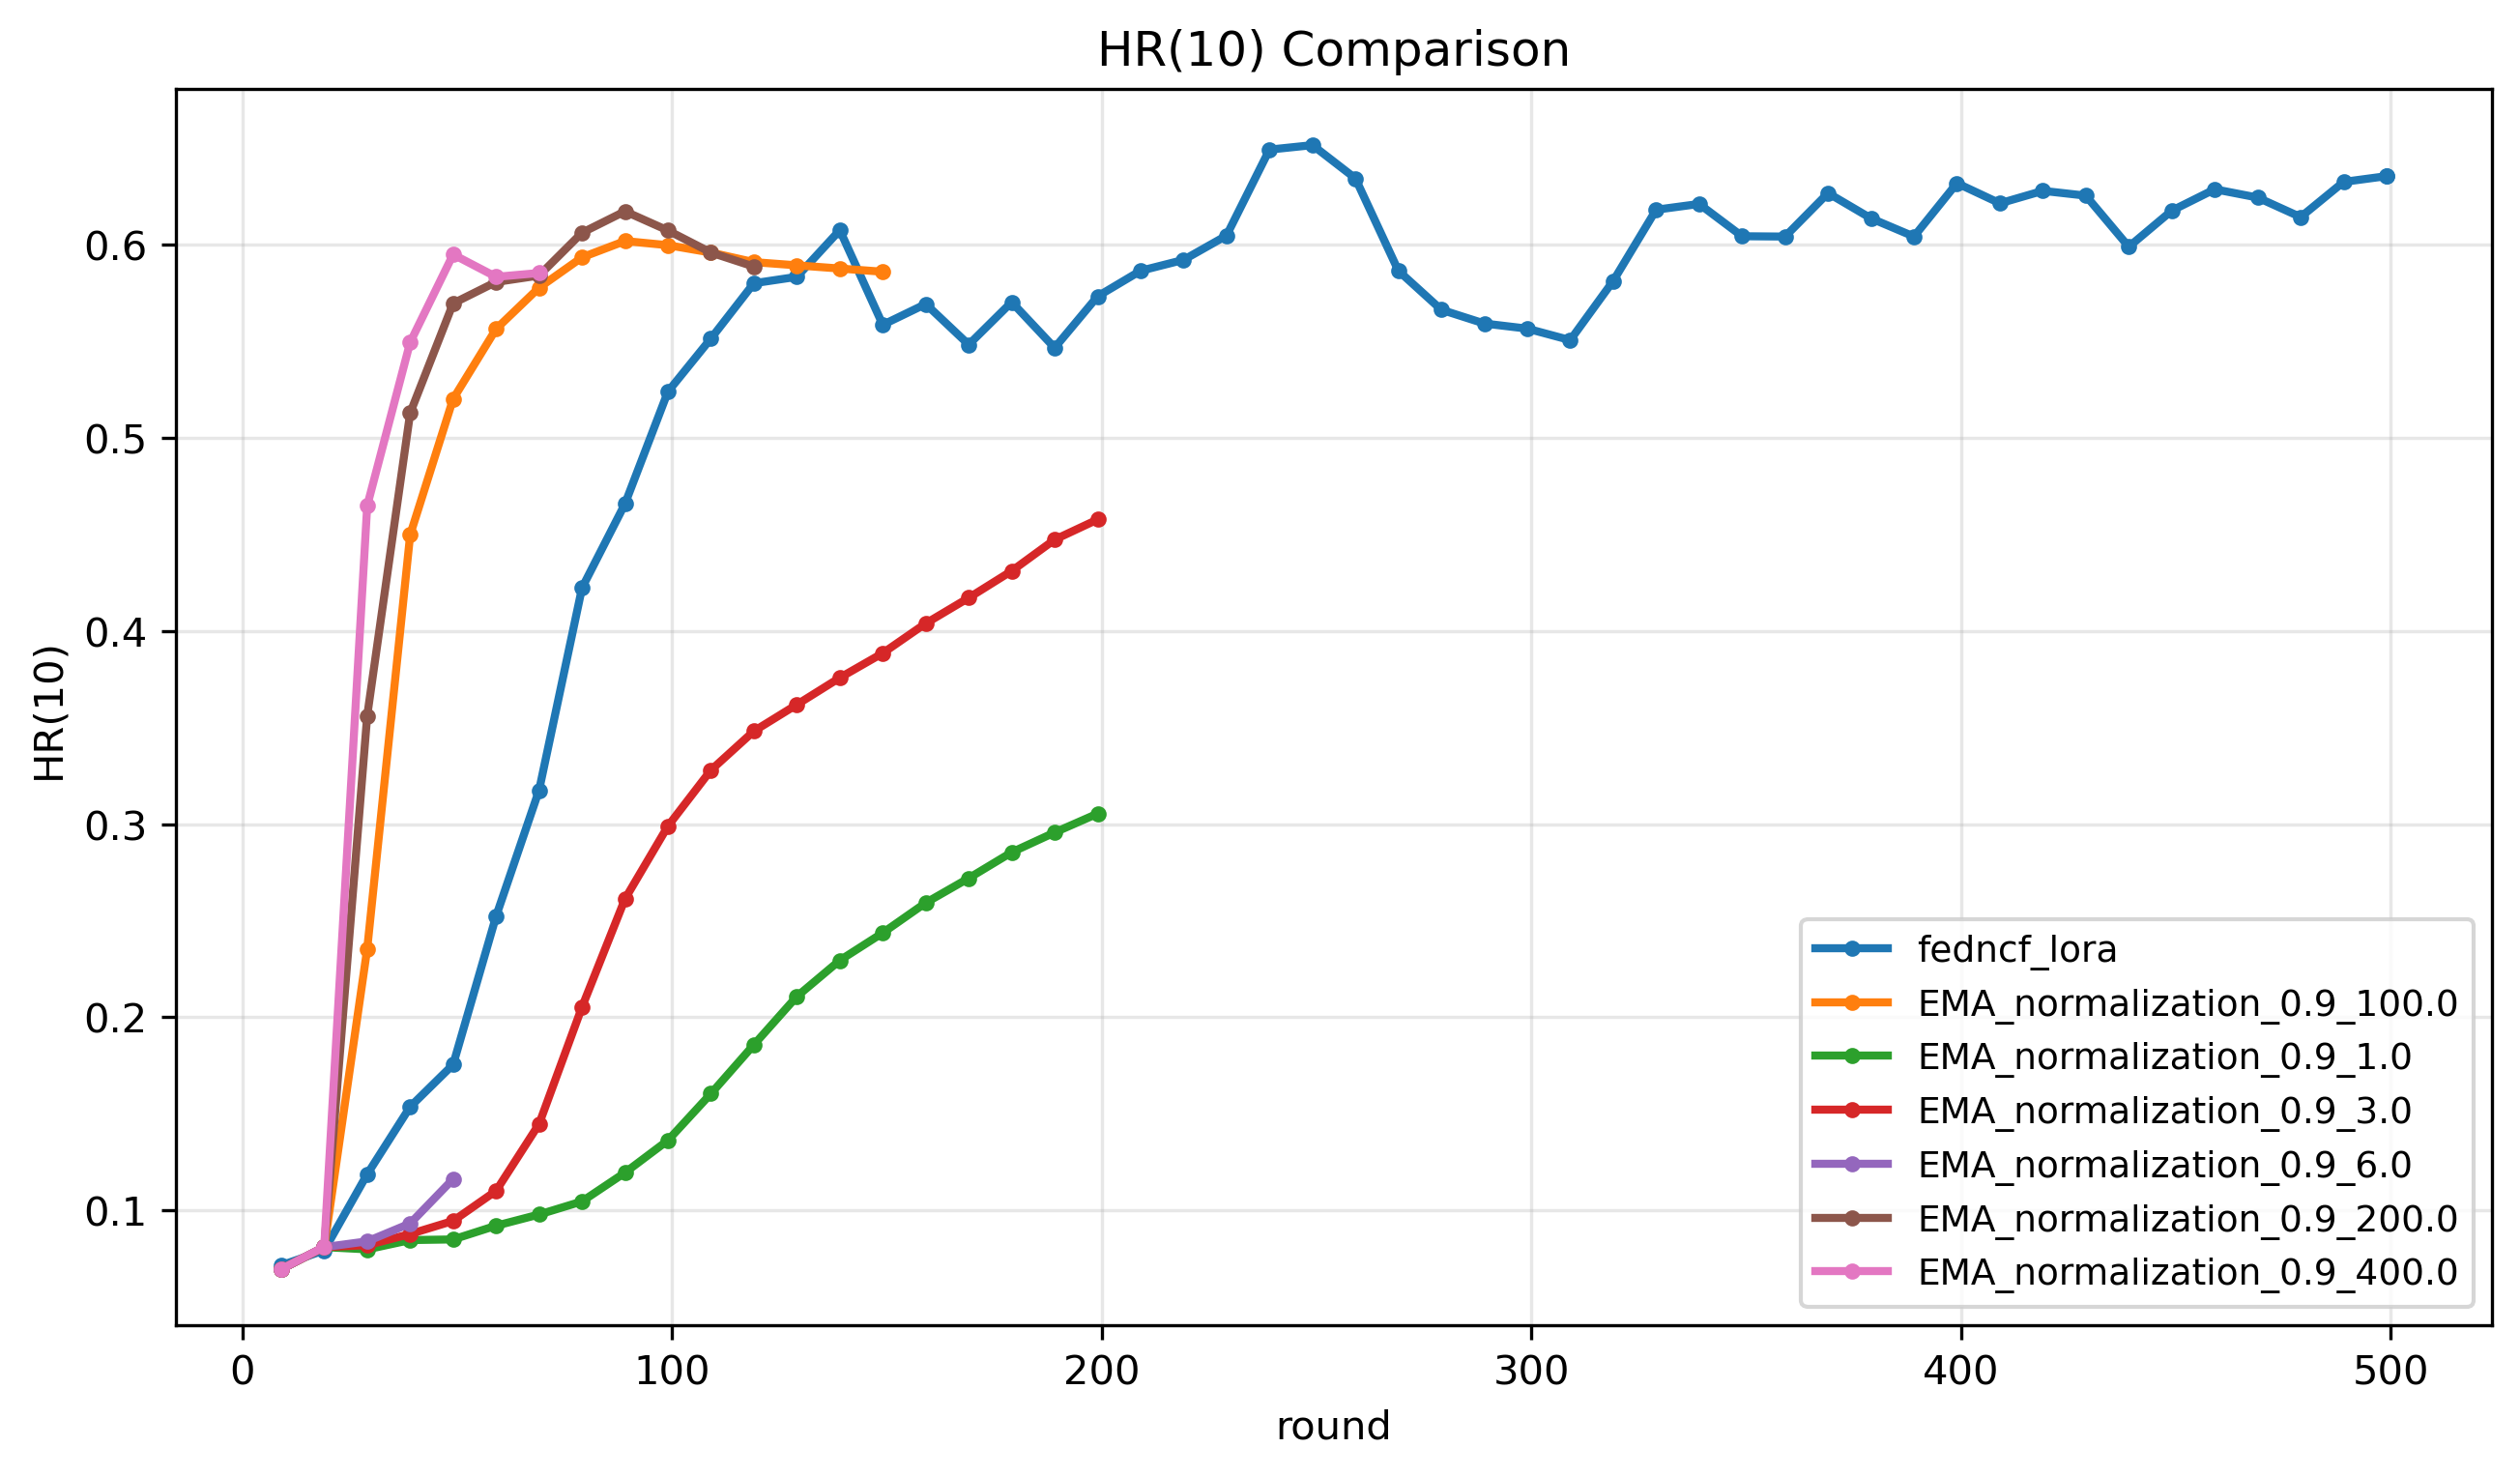 HR(10) Comparison
HR(10)
0.6
0.5
0.4
0.3
0.2
0.1
0 100 200 300 400 500
round
fedncf_lora
EMA_normalization_0.9_100.0
EMA_normalization_0.9_1.0
EMA_normalization_0.9_3.0
EMA_normalization_0.9_6.0
EMA_normalization_0.9_200.0
EMA_normalization_0.9_400.0